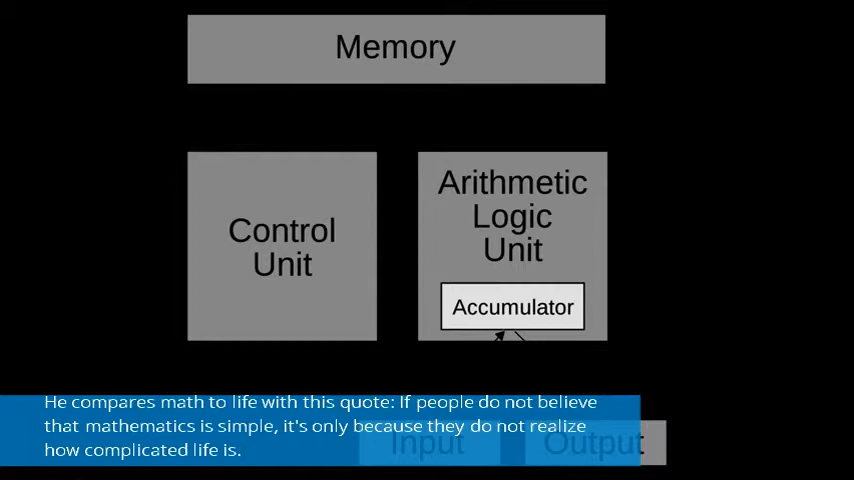 Memory
Control
Unit
Arithmetic
Logic
Unit
Accumulator
He compares math to life with this quote: If people do not believe
that mathematics is simple, it's only because they do not realize
how complicated life is.
Input
Output